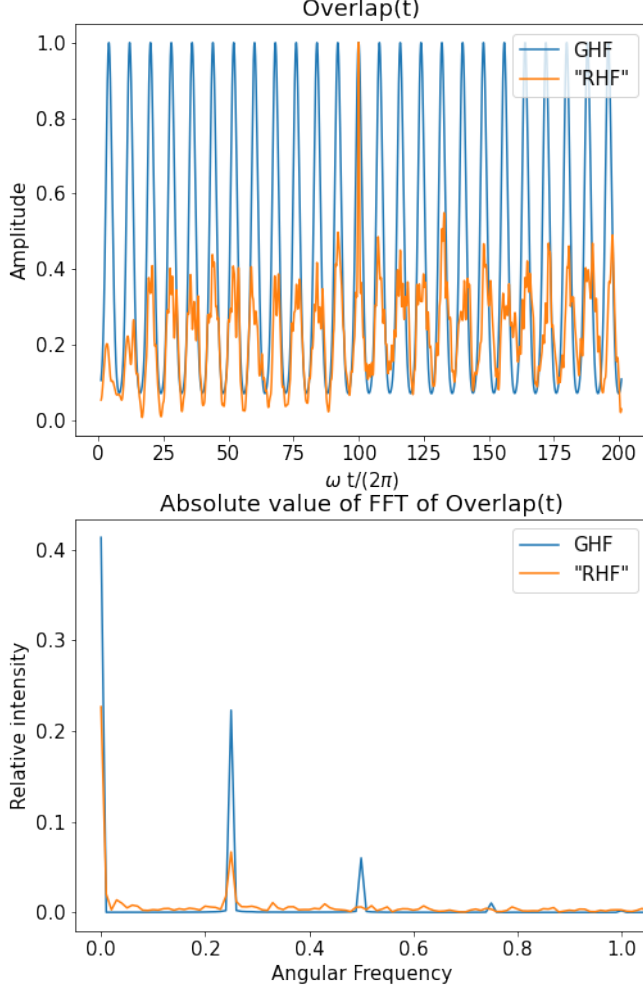 Overlap(t)
1.0
0.8
0.6
0.4
0.2
0.0
Amplitude
GHF
"RHF"
0 25 50 75 100 125 150 175 200
ω t/(2π)
Absolute value of FFT of Overlap(t)
0.4
0.3
0.2
0.1
0.0
Relative intensity
GHF
"RHF"
0.0 0.2 0.4 0.6 0.8 1.0
Angular Frequency